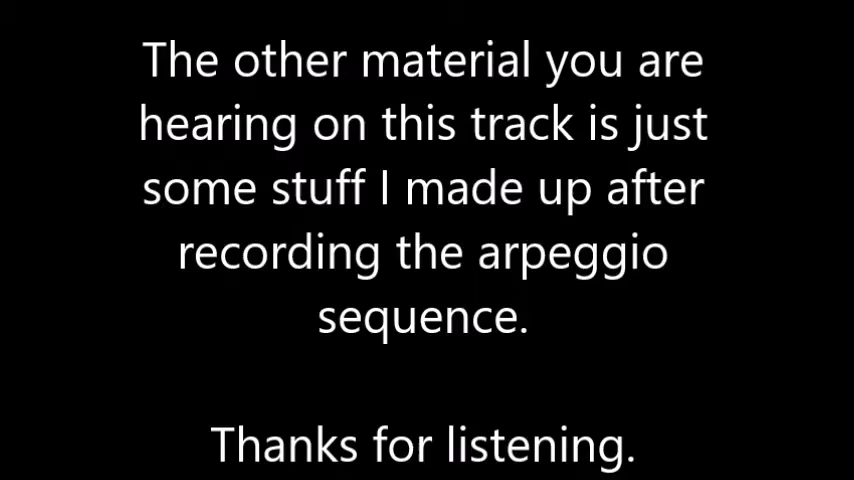 The other material you are
hearing on this track is just
some stuff I made up after
recording the arpeggio
sequence.
Thanks for listening.